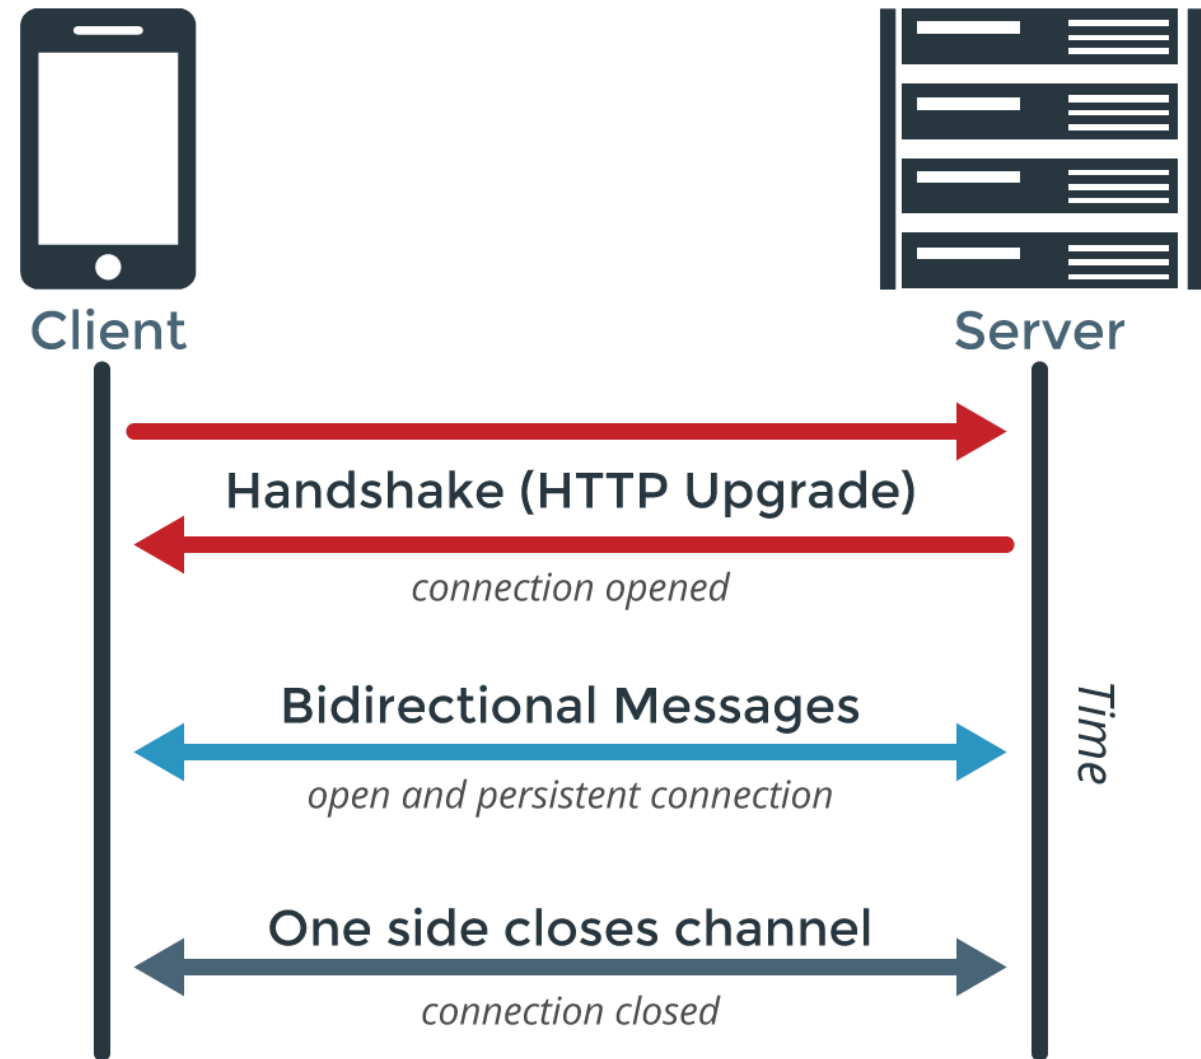 Client
Server
Handshake (HTTP Upgrade)
connection opened
Bidirectional Messages
Time
open and persistent connection
One side closes channel
connection closed